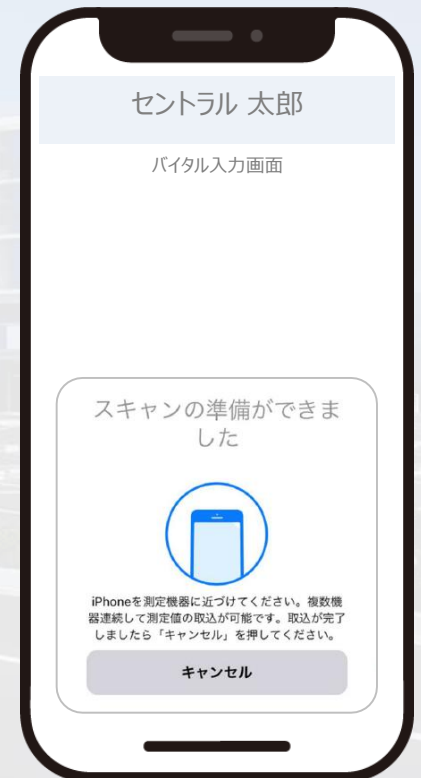 セントラル 太郎
バイタル入力画面
スキャンの準備ができま
した
iPhoneを測定機器に近づけてください。複数機
器連続して測定値の取込が可能です。取込が完了
しましたら「キャンセル」を押してください。
キャンセル